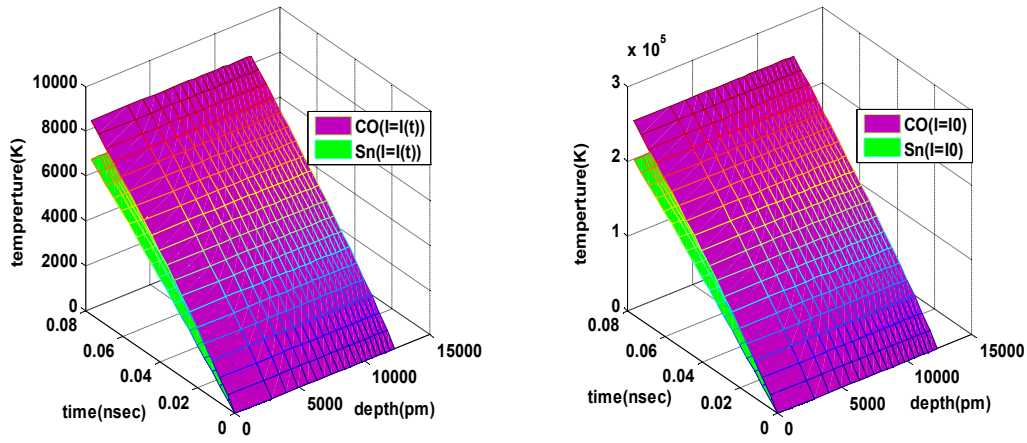 10000
8000
6000
4000
2000
0
temprerture(K)
CO(I=I(t))
Sn(I=I(t))
0.08
0.06
0.04
0.02
0
time(nsec)
0
5000
10000
15000
depth(pm)
x 10^5
3
2
1
0
temperture(K)
CO(I=I0)
Sn(I=I0)
0.08
0.06
0.04
0.02
0
time(nsec)
0
5000
10000
15000
depth(pm)